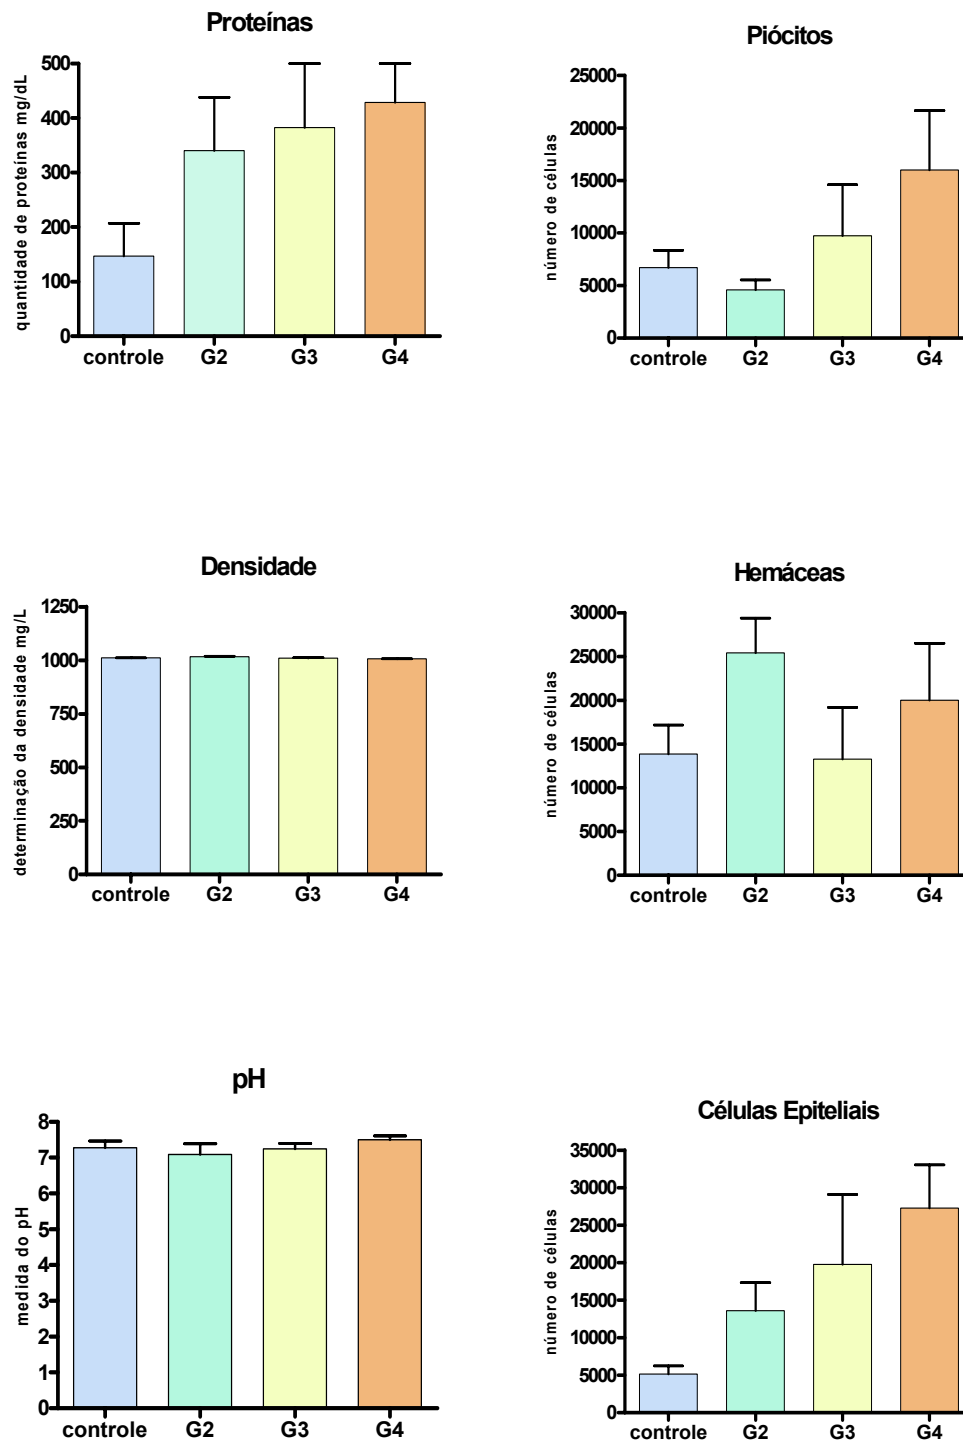 Proteínas
quantidade de proteínas mg/dL
500
400
300
200
100
0
controle G2 G3 G4
Piócitos
número de células
25000
20000
15000
10000
5000
0
controle G2 G3 G4
Densidade
determinação da densidade mg/L
1250
1000
750
500
250
0
controle G2 G3 G4
Hemáceas
número de células
30000
25000
20000
15000
10000
5000
0
controle G2 G3 G4
pH
medida do pH
8
7
6
5
4
3
2
1
0
controle G2 G3 G4
Células Epiteliais
número de células
35000
30000
25000
20000
15000
10000
5000
0
controle G2 G3 G4